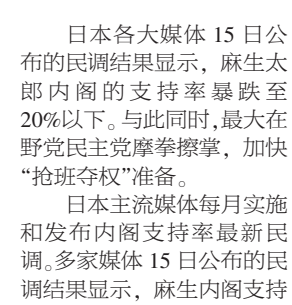 日本各大媒体 15 日公
布的民调结果显示，麻生太
郎内阁的支持率暴跌至
20%以下。与此同时，最大在
野党民主党摩拳擦掌，加快
“抢班夺权”准备。
日本主流媒体每月实施
和发布内阁支持率最新民
调。多家媒体 15 日公布的民
调结果显示，麻生内阁支持